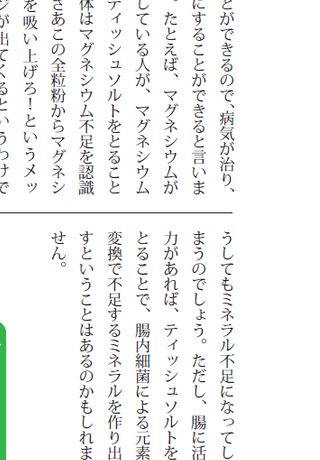 とができるので、病気が治り、
にすることができると言いま
。たとえば、マグネシウムが
している人が、マグネシウム
ティッシュソルトをとること
体はマグネシウム不足を認識
さあこの全粒粉からマグネシ
を吸い上げろ！というメッ
ジが出てくるというわけで
うしてもミネラル不足になってし
まうのでしょう。ただし、腸に活
力があれば、ティッシュソルトを
とることで、腸内細菌による元素
変換で不足するミネラルを作り出
すということはあるのかもしれま
せん。